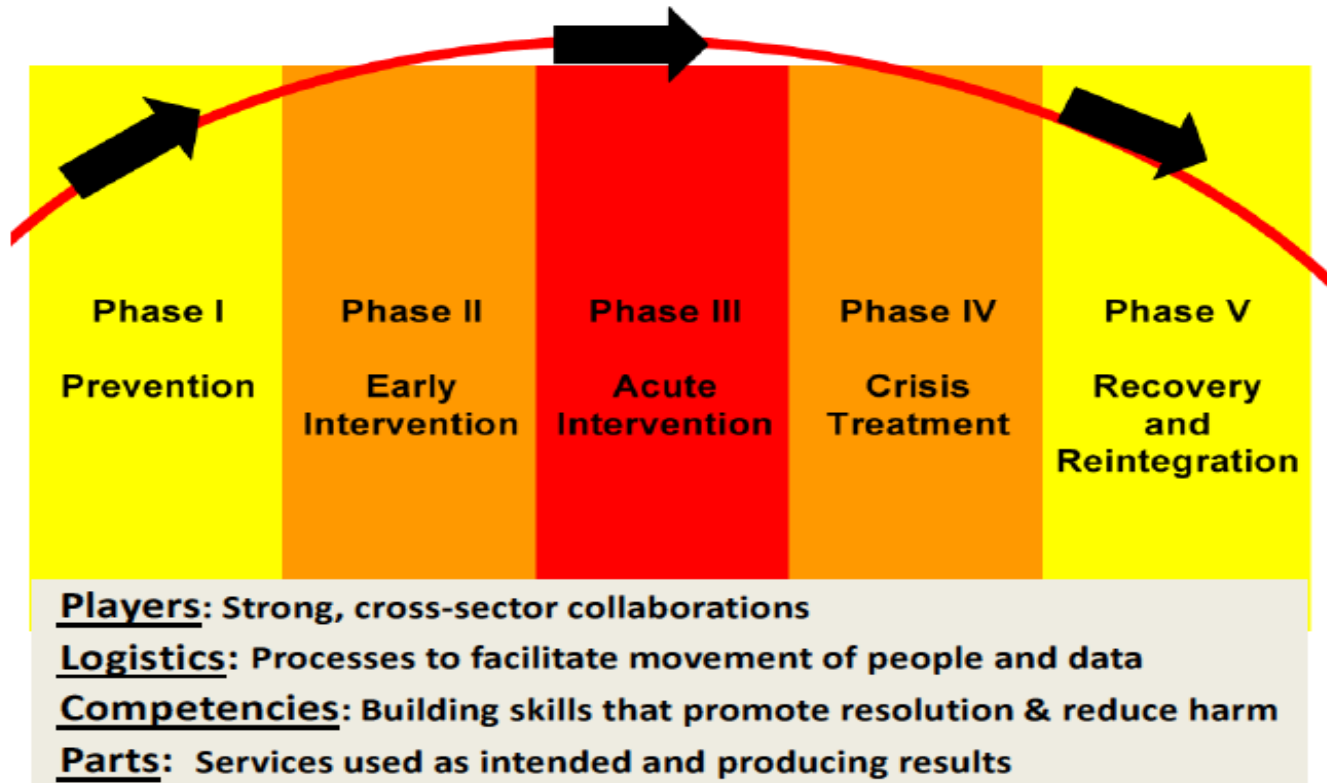 Phase I
Prevention
Phase II
Early
Intervention
Phase III
Acute
Intervention
Phase IV
Crisis
Treatment
Phase V
Recovery
and
Reintegration
Players: Strong, cross-sector collaborations
Logistics: Processes to facilitate movement of people and data
Competencies: Building skills that promote resolution & reduce harm
Parts: Services used as intended and producing results